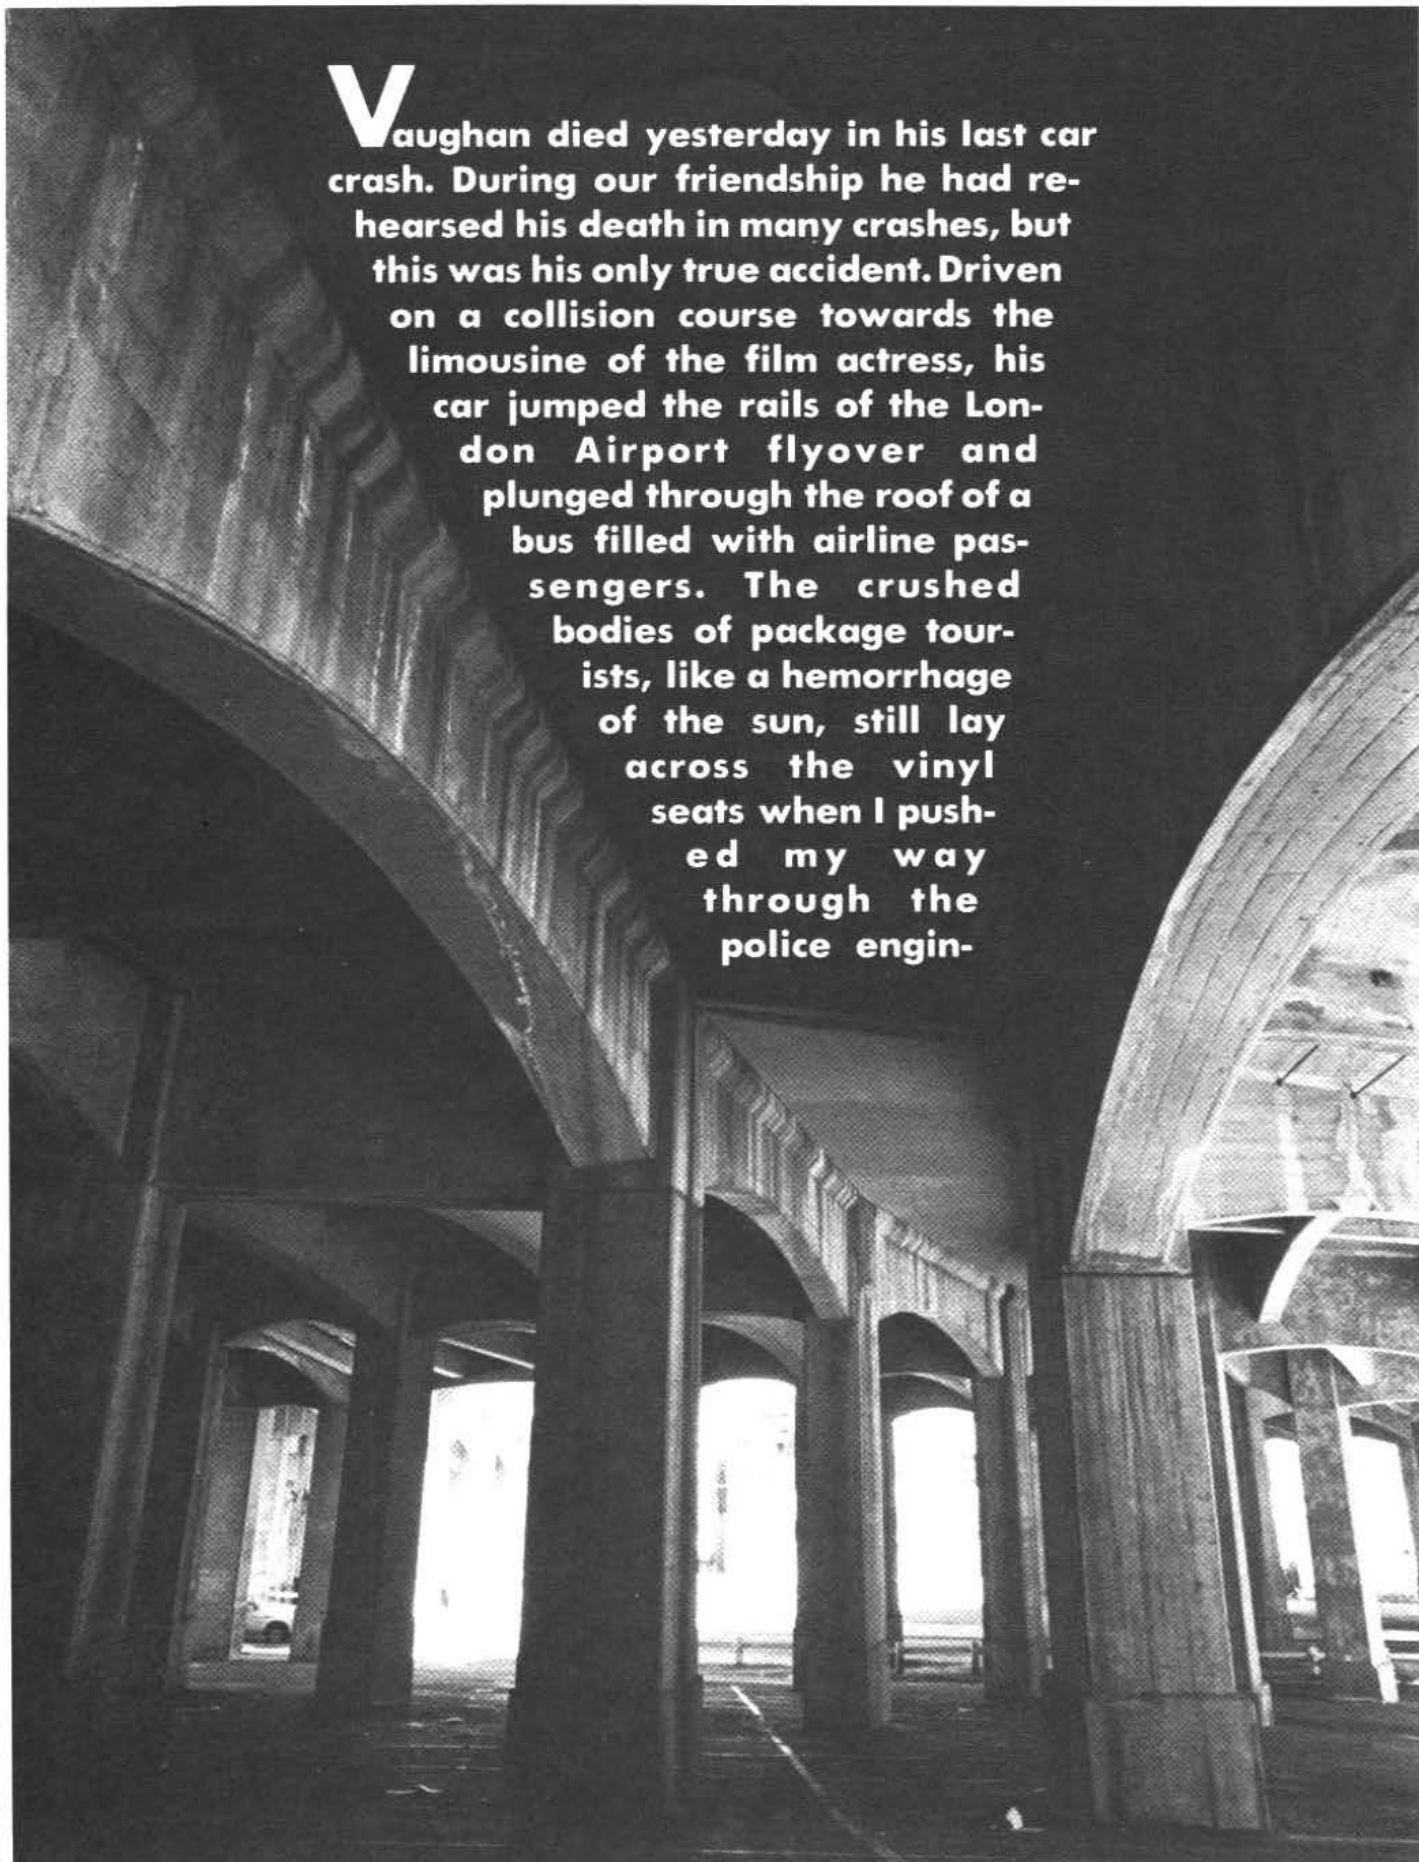 Vaughan died yesterday in his last car
crash. During our friendship he had re-
hearsed his death in many crashes, but
this was his only true accident. Driven
on a collision course towards the
limousine of the film actress, his
car jumped the rails of the Lon-
don Airport flyover and
plunged through the roof of a
bus filled with airline pas-
sengers. The crushed
bodies of package tour-
ists, like a hemorrhage
of the sun, still lay
across the vinyl
seats when I push-
ed my way
through the
police engin-